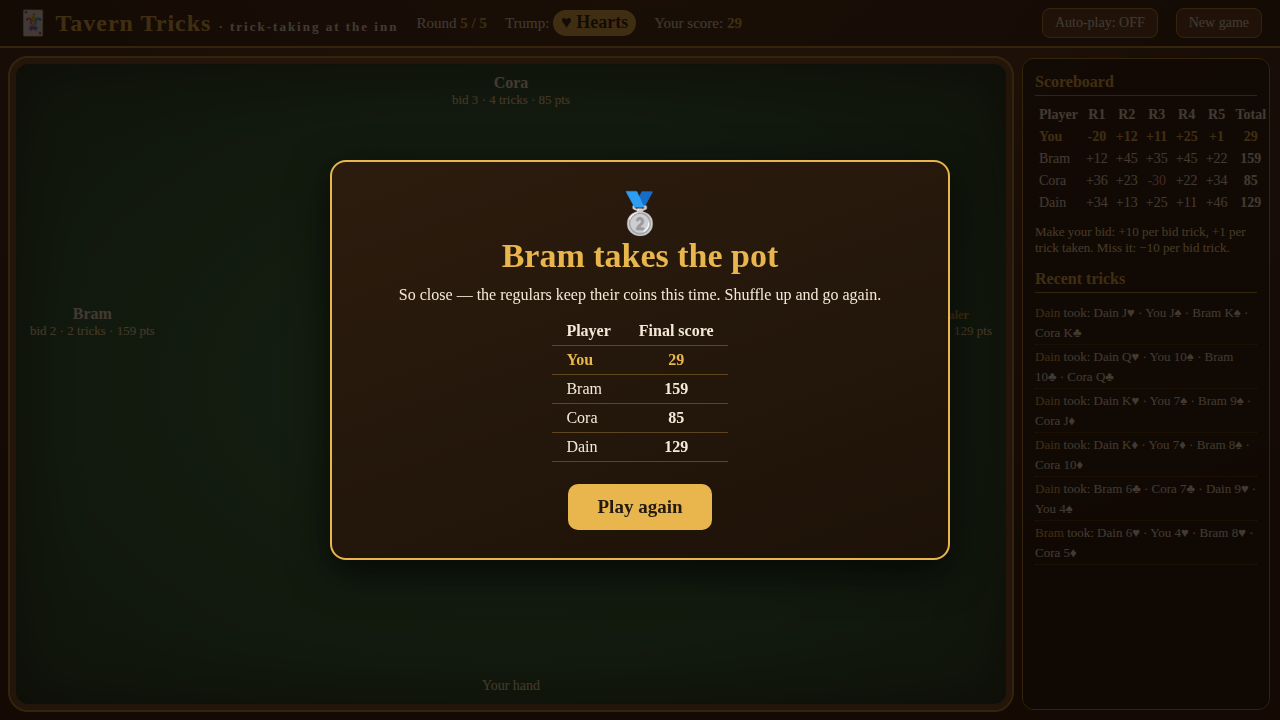 Tavern Tricks · trick-taking at the inn Round 5 / 5 Trump: ♥ Hearts Your score: 29 Auto-play: OFF New game
Cora
bid 3 · 4 tricks · 85 pts
Bram
bid 2 · 2 tricks · 159 pts
129 pts
Your hand
2
Bram takes the pot
So close — the regulars keep their coins this time. Shuffle up and go again.
Player Final score
You 29
Bram 159
Cora 85
Dain 129
Play again
Scoreboard
Player R1 R2 R3 R4 R5 Total
You -20 +12 +11 +25 +1 29
Bram +12 +45 +35 +45 +22 159
Cora +36 +23 -30 +22 +34 85
Dain +34 +13 +25 +11 +46 129
Make your bid: +10 per bid trick, +1 per
trick taken. Miss it: −10 per bid trick.
Recent tricks
Dain took: Dain J♥ · You J♠ · Bram K♠ ·
Cora K♣
Dain took: Dain Q♥ · You 10♠ · Bram
10♣ · Cora Q♣
Dain took: Dain K♥ · You 7♠ · Bram 9♠ ·
Cora J♦
Dain took: Dain K♦ · You 7♦ · Bram 8♠ ·
Cora 10♦
Dain took: Bram 6♣ · Cora 7♣ · Dain 9♥ ·
You 4♠
Bram took: Dain 6♥ · You 4♥ · Bram 8♥ ·
Cora 5♦